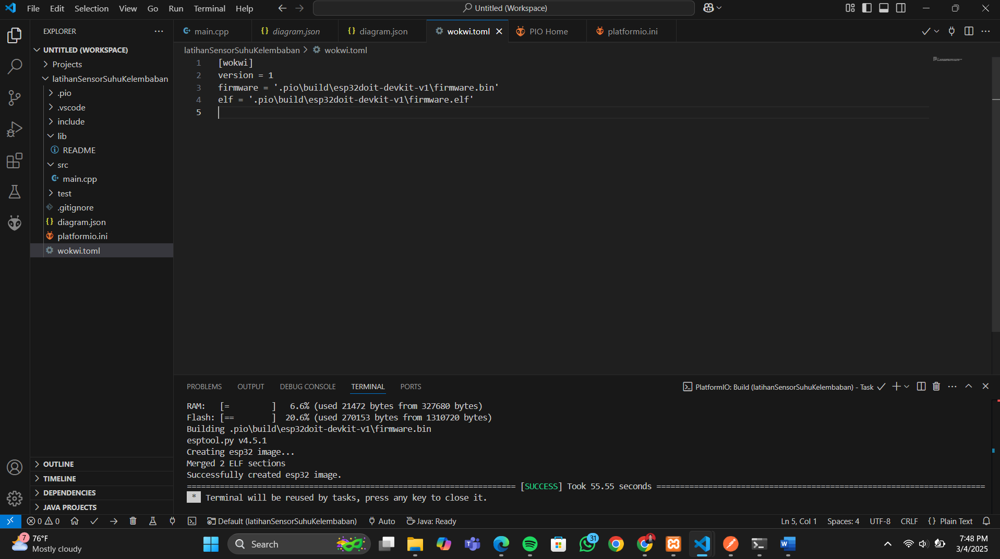 File Edit Selection View Go Run Terminal Help
Untitled (Workspace)
EXPLORER
UNTITLED (WORKSPACE)
Projects
latihanSensorSuhuKelembaban
.pio
.vscode
include
lib
README
src
main.cpp
test
.gitignore
diagram.json
platformio.ini
wokwi.toml
OUTLINE
TIMELINE
DEPENDENCIES
JAVA PROJECTS
main.cpp
diagram.json
diagram.json
wokwi.toml
PIO Home
platformio.ini
latihanSensorSuhuKelembaban > wokwi.toml
1 [wokwi]
2 version = 1
3 firmware = '.pio\build\esp32doit-devkit-v1\firmware.bin'
4 elf = '.pio\build\esp32doit-devkit-v1\firmware.elf'
5
PROBLEMS OUTPUT DEBUG CONSOLE TERMINAL PORTS
PlatformIO: Build (latihanSensorSuhuKelembaban) - Task
RAM: [= ] 6.6% (used 21472 bytes from 327680 bytes)
Flash: [== ] 20.6% (used 270153 bytes from 1310720 bytes)
Building .pio\build\esp32doit-devkit-v1\firmware.bin
esptool.py v4.5.1
Creating esp32 image...
Merged 2 ELF sections
Successfully created esp32 image.
====================================================================== [SUCCESS] Took 55.55 seconds ======================================================================
* Terminal will be reused by tasks, press any key to close it.
0 0 Default (latihanSensorSuhuKelembaban) Auto Java: Ready
Ln 5, Col 1 Spaces: 4 UTF-8 CRLF {} Plain Text
7
76°F
Mostly cloudy
Search
31
7:48 PM
3/4/2025